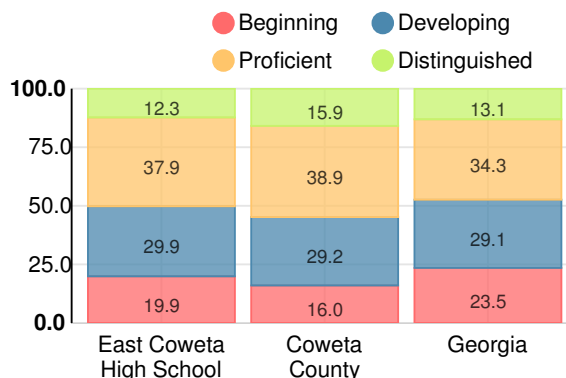 Beginning Developing
Proficient Distinguished
100.0
75.0
50.0
25.0
0.0
12.3 15.9 13.1
37.9 38.9 34.3
29.9 29.2 29.1
19.9 16.0 23.5
East Coweta Coweta Georgia
High School County